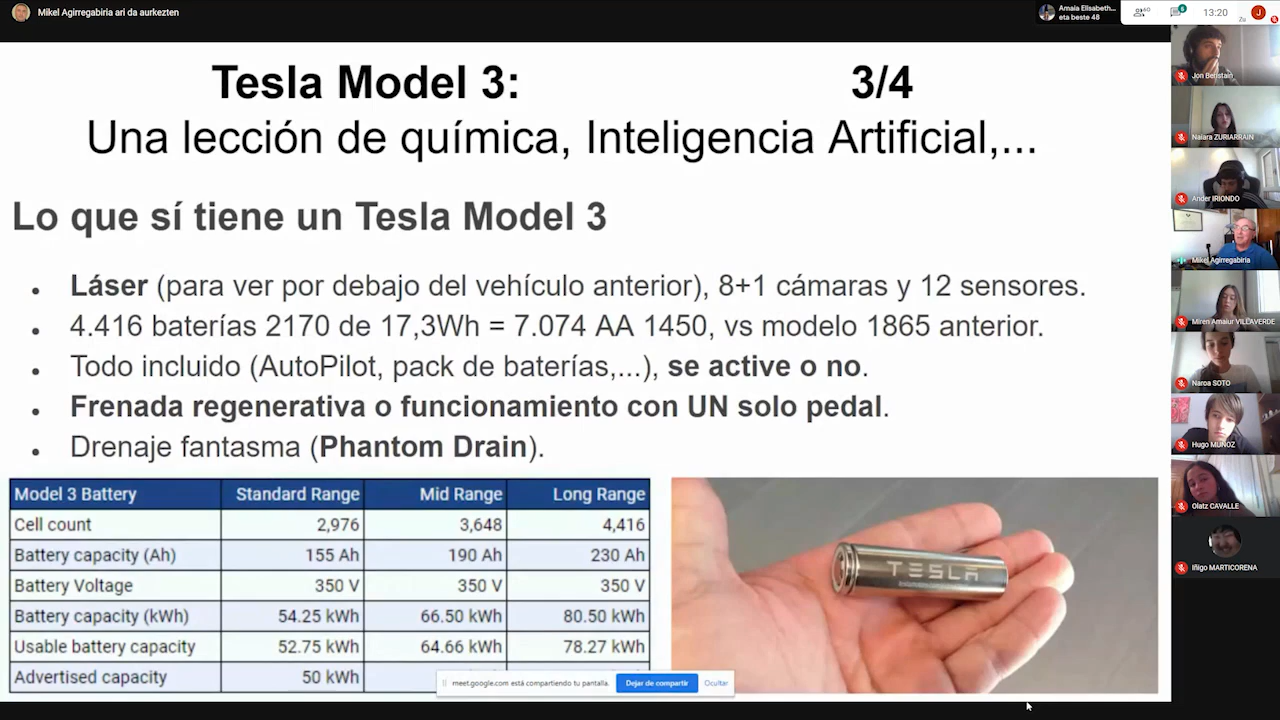 Mikel Agirregabiria ari da aurkezten
Amaia Elisabeth...
eta beste 48
60
6
13:20
Zu
J
Tesla Model 3: 3/4
Una lección de química, Inteligencia Artificial,...
Lo que sí tiene un Tesla Model 3
• Láser (para ver por debajo del vehículo anterior), 8+1 cámaras y 12 sensores.
• 4.416 baterías 2170 de 17,3Wh = 7.074 AA 1450, vs modelo 1865 anterior.
• Todo incluido (AutoPilot, pack de baterías,...), se active o no.
• Frenada regenerativa o funcionamiento con UN solo pedal.
• Drenaje fantasma (Phantom Drain).
Model 3 Battery Standard Range Mid Range Long Range
Cell count 2,976 3,648 4,416
Battery capacity (Ah) 155 Ah 190 Ah 230 Ah
Battery Voltage 350 V 350 V 350 V
Battery capacity (kWh) 54.25 kWh 66.50 kWh 80.50 kWh
Usable battery capacity 52.75 kWh 64.66 kWh 78.27 kWh
Advertised capacity 50 kWh
TESLA
meet.google.com está compartiendo tu pantalla. Dejar de compartir Ocultar
Jon Beristain
Naiara ZURIARRAIN
Ander IRIONDO
Mikel Agirregabiria
Miren Amaiur VILLAVERDE
Naroa SOTO
Hugo MUÑOZ
Olatz CAVALLE
Iñigo MARTICORENA